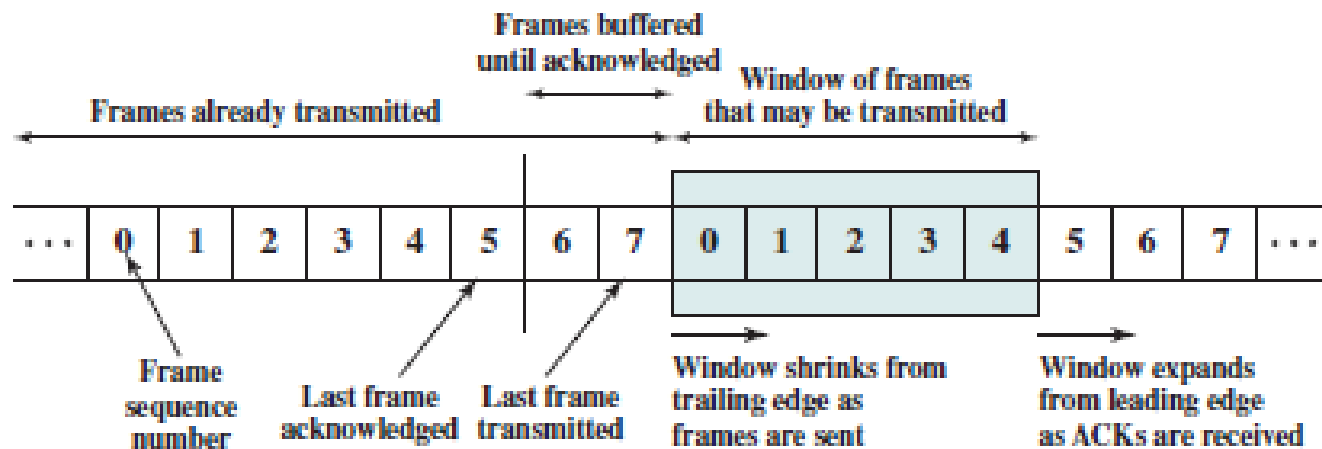 Frames buffered
until acknowledged
Window of frames
that may be transmitted
Frames already transmitted
··· 0 1 2 3 4 5 6 7 0 1 2 3 4 5 6 7 ···
Frame
sequence
number
Last frame
acknowledged
Last frame
transmitted
Window shrinks from
trailing edge as
frames are sent
Window expands
from leading edge
as ACKs are received